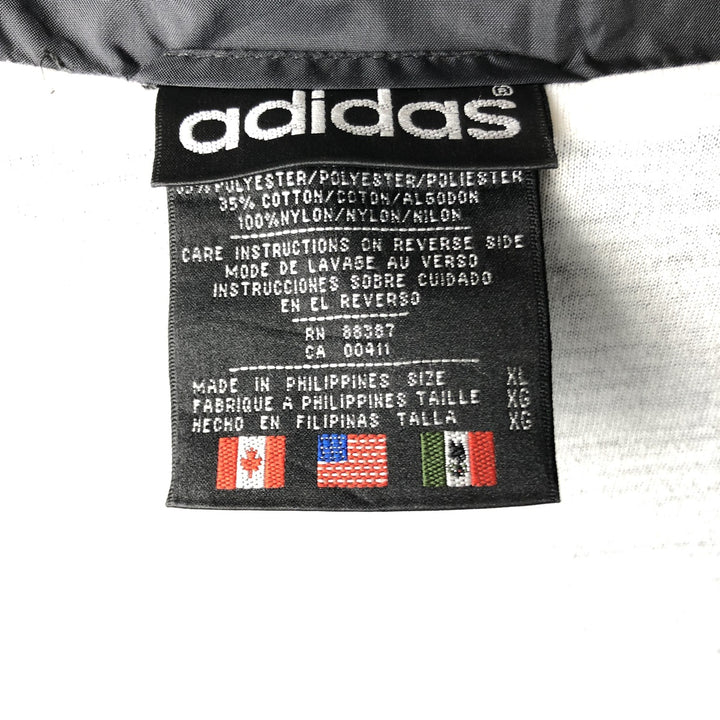 adidas®
65% POLYESTER/POLYESTER/POLIESTER
35% COTTON/COTON/ALGODON
100%NYLON/NYLON/NILON
CARE INSTRUCTIONS ON REVERSE SIDE
MODE DE LAVAGE AU VERSO
INSTRUCCIONES SOBRE CUIDADO
EN EL REVERSO
RN 88387
CA 00411
MADE IN PHILIPPINES SIZE XL
FABRIQUE A PHILIPPINES TAILLE XG
HECHO EN FILIPINAS TALLA XG